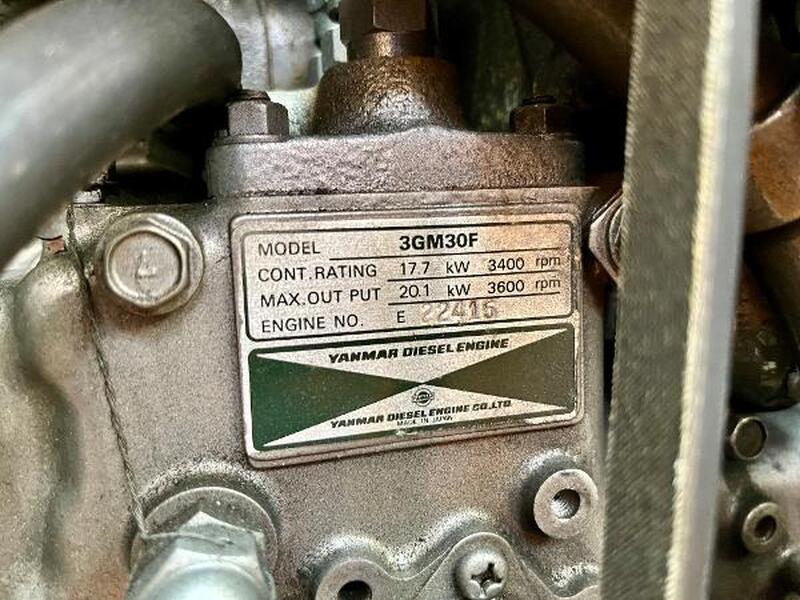 MODEL 3GM30F
CONT.RATING 17.7 kW 3400 rpm
MAX.OUT PUT 20.1 kW 3600 rpm
ENGINE NO. E 22415
YANMAR DIESEL ENGINE
YANMAR DIESEL ENGINE CO.,LTD.
MADE IN JAPAN